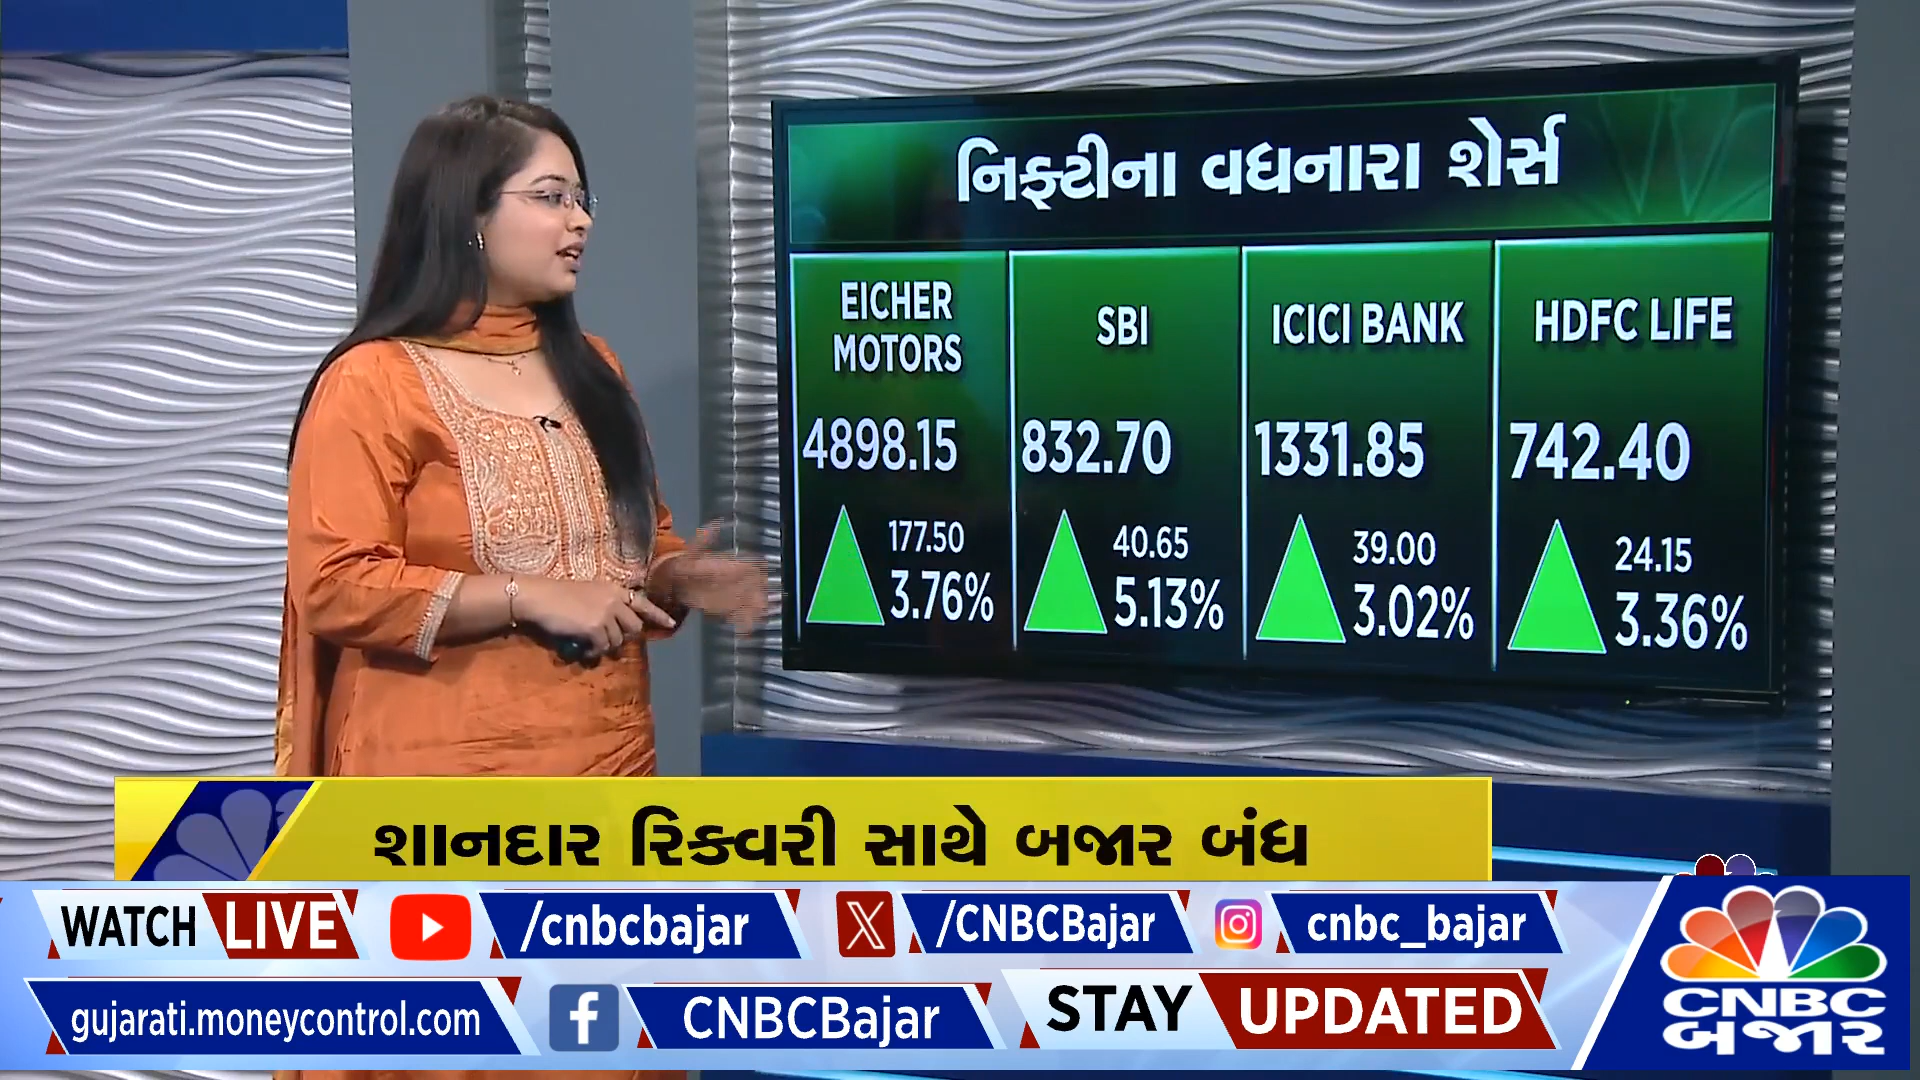 નિફ્ટીના વધનારા શેર્સ
EICHER MOTORS
4898.15
177.50
3.76%
SBI
832.70
40.65
5.13%
ICICI BANK
1331.85
39.00
3.02%
HDFC LIFE
742.40
24.15
3.36%
શાનદાર રિકવરી સાથે બજાર બંધ
WATCH LIVE /cnbcbajar /CNBCBajar cnbc_bajar
gujarati.moneycontrol.com CNBCBajar STAY UPDATED
CNBC
બજાર